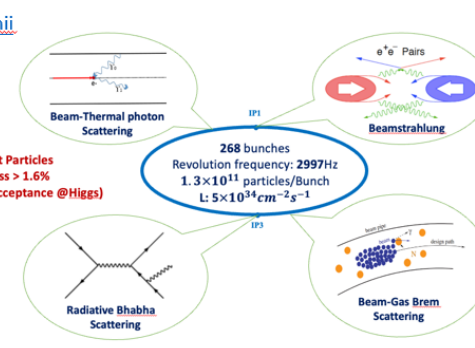 e⁺e⁻ Pairs
Beam-Thermal photon
Scattering
Beamstrahlung
IP1
268 bunches
Revolution frequency: 2997Hz
1.3×10¹¹ particles/Bunch
L: 5×10³⁴cm⁻²s⁻¹
IP3
t Particles
ss > 1.6%
cceptance @Higgs)
beam pipe
beam
γ
design path
N
e
Radiative Bhabha
Scattering
Beam-Gas Brem
Scattering